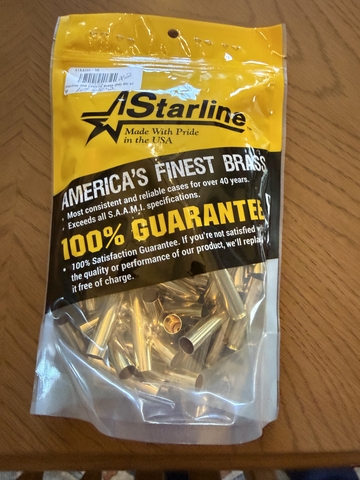 Starline
Made With Pride
in the USA
AMERICA'S FINEST BRASS
• Most consistent and reliable cases for over 40 years.
• Exceeds all S.A.A.M.I. specifications.
100% GUARANTEE
• 100% Satisfaction Guarantee. If you're not satisfied
the quality or performance of our product, we'll
it free of charge.